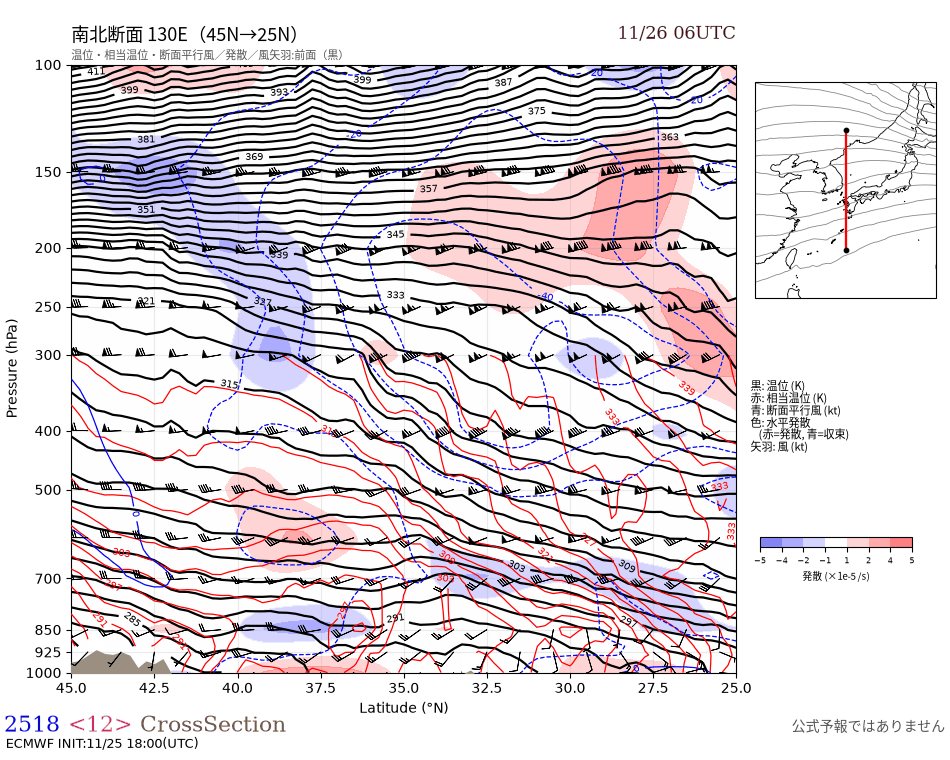 南北断面 130E（45N→25N）
11/26 06UTC
温位・相当温位・断面平行風／発散／風矢羽:前面（黒）
100
150
200
250
300
400
500
700
850
925
1000
Pressure (hPa)
45.0 42.5 40.0 37.5 35.0 32.5 30.0 27.5 25.0
Latitude (°N)
411
399
393
399
387
381
375
369
363
357
351
345
339
333
327
321
315
309
303
297
291
285
339
333
303
297
291
20
-20
-40
0
黒: 温位 (K)
赤: 相当温位 (K)
青: 断面平行風 (kt)
色: 水平発散
(赤=発散, 青=収束)
矢羽: 風 (kt)
−5 −4 −2 −1 1 2 4 5
発散 (×1e-5 /s)
2518 <12> CrossSection
ECMWF INIT:11/25 18:00(UTC)
公式予報ではありません